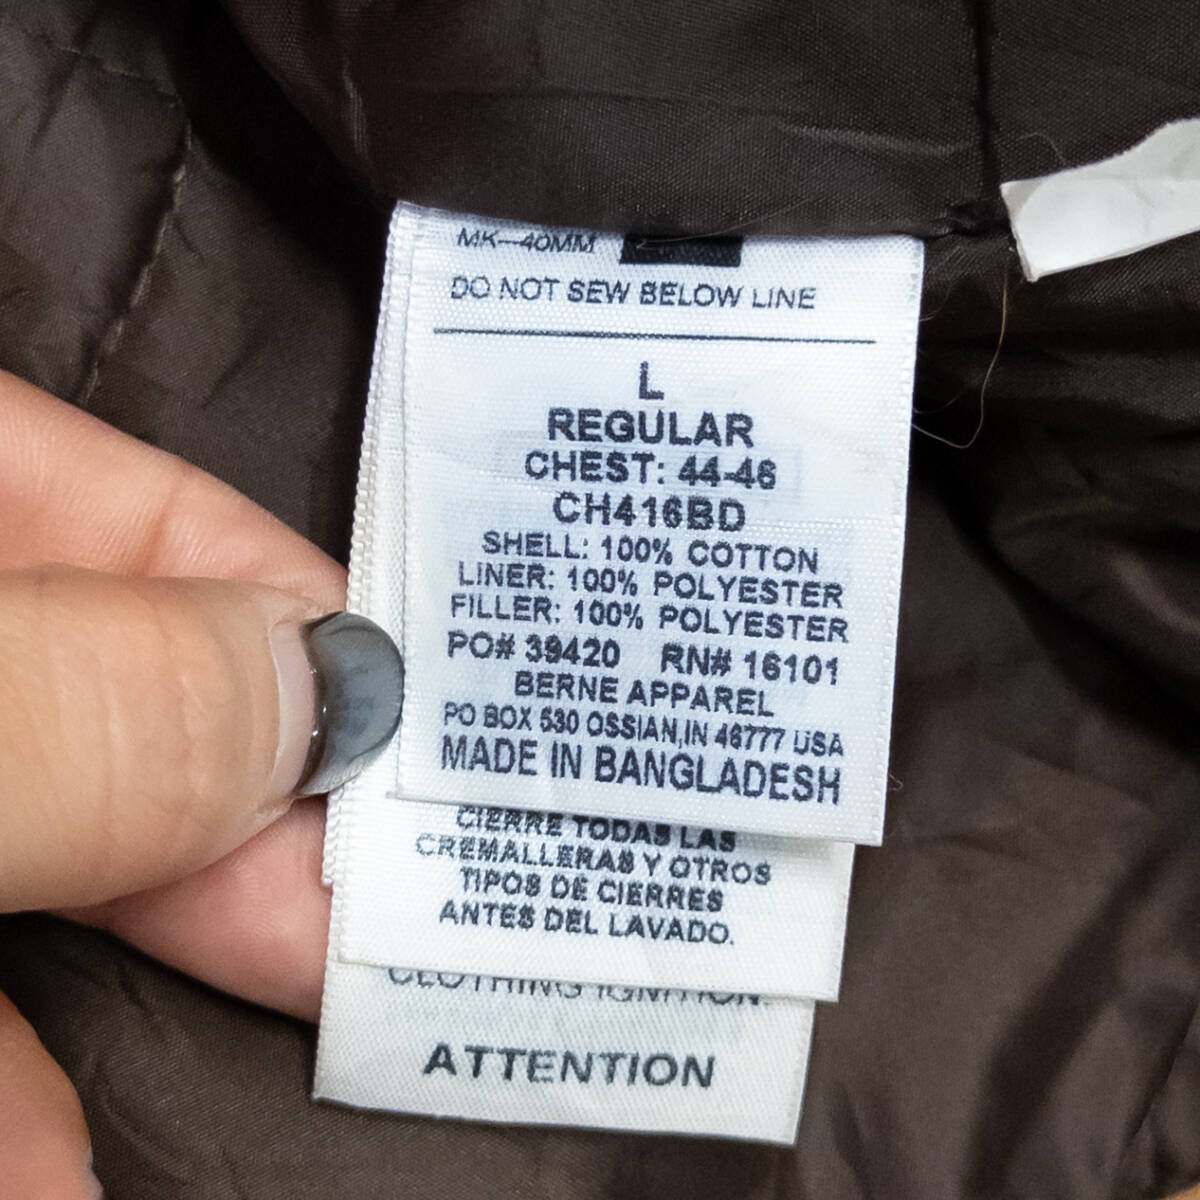 MK-40MM
DO NOT SEW BELOW LINE
L
REGULAR
CHEST: 44-46
CH416BD
SHELL: 100% COTTON
LINER: 100% POLYESTER
FILLER: 100% POLYESTER
PO# 39420 RN# 16101
BERNE APPAREL
PO BOX 530 OSSIAN,IN 46777 USA
MADE IN BANGLADESH
CIERRE TODAS LAS
CREMALLERAS Y OTROS
TIPOS DE CIERRES
ANTES DEL LAVADO.
CLOTHING IGNITION.
ATTENTION